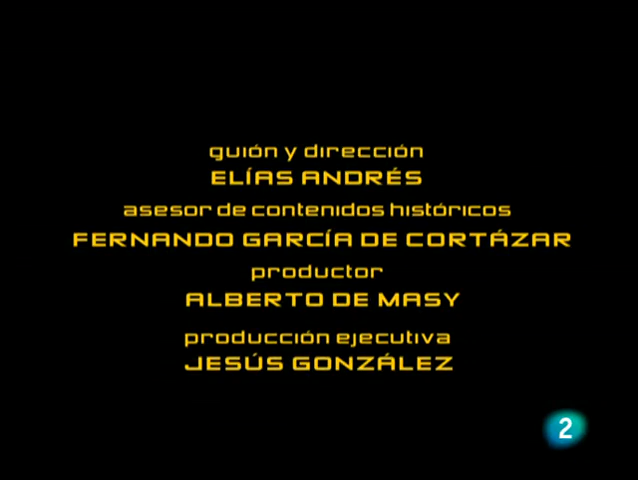 guión y dirección
ELÍAS ANDRÉS
asesor de contenidos históricos
FERNANDO GARCÍA DE CORTÁZAR
productor
ALBERTO DE MASY
producción ejecutiva
JESÚS GONZÁLEZ
2